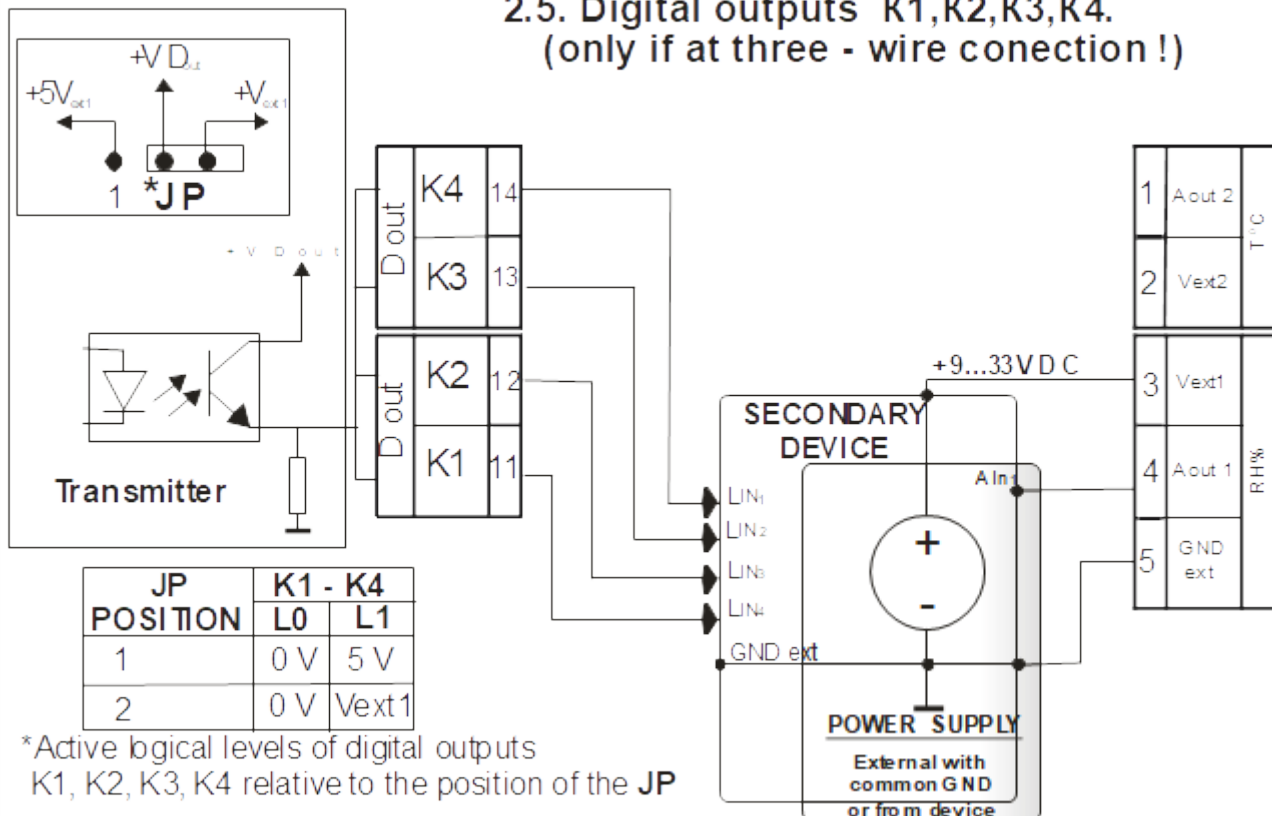 2.5. Digital outputs K1,K2,K3,K4.
(only if at three - wire conection !)
+V Dout
+5Vext1
+Vext1
1 *JP
+ V D o u t
Transmitter
D out
K4 14
K3 13
D out
K2 12
K1 11
1 A out 2
2 Vext2
T°C
3 Vext1
4 Aout 1
5 GND ext
RH%
+9...33V D C
SECONDARY
DEVICE
A In1
LIN1
LIN2
LIN3
LIN4
+
-
GND ext
POWER SUPPLY
External with
common GND
or from device
JP POSITION K1 - K4
L0 L1
1 0 V 5 V
2 0 V Vext1
*Active logical levels of digital outputs
K1, K2, K3, K4 relative to the position of the JP